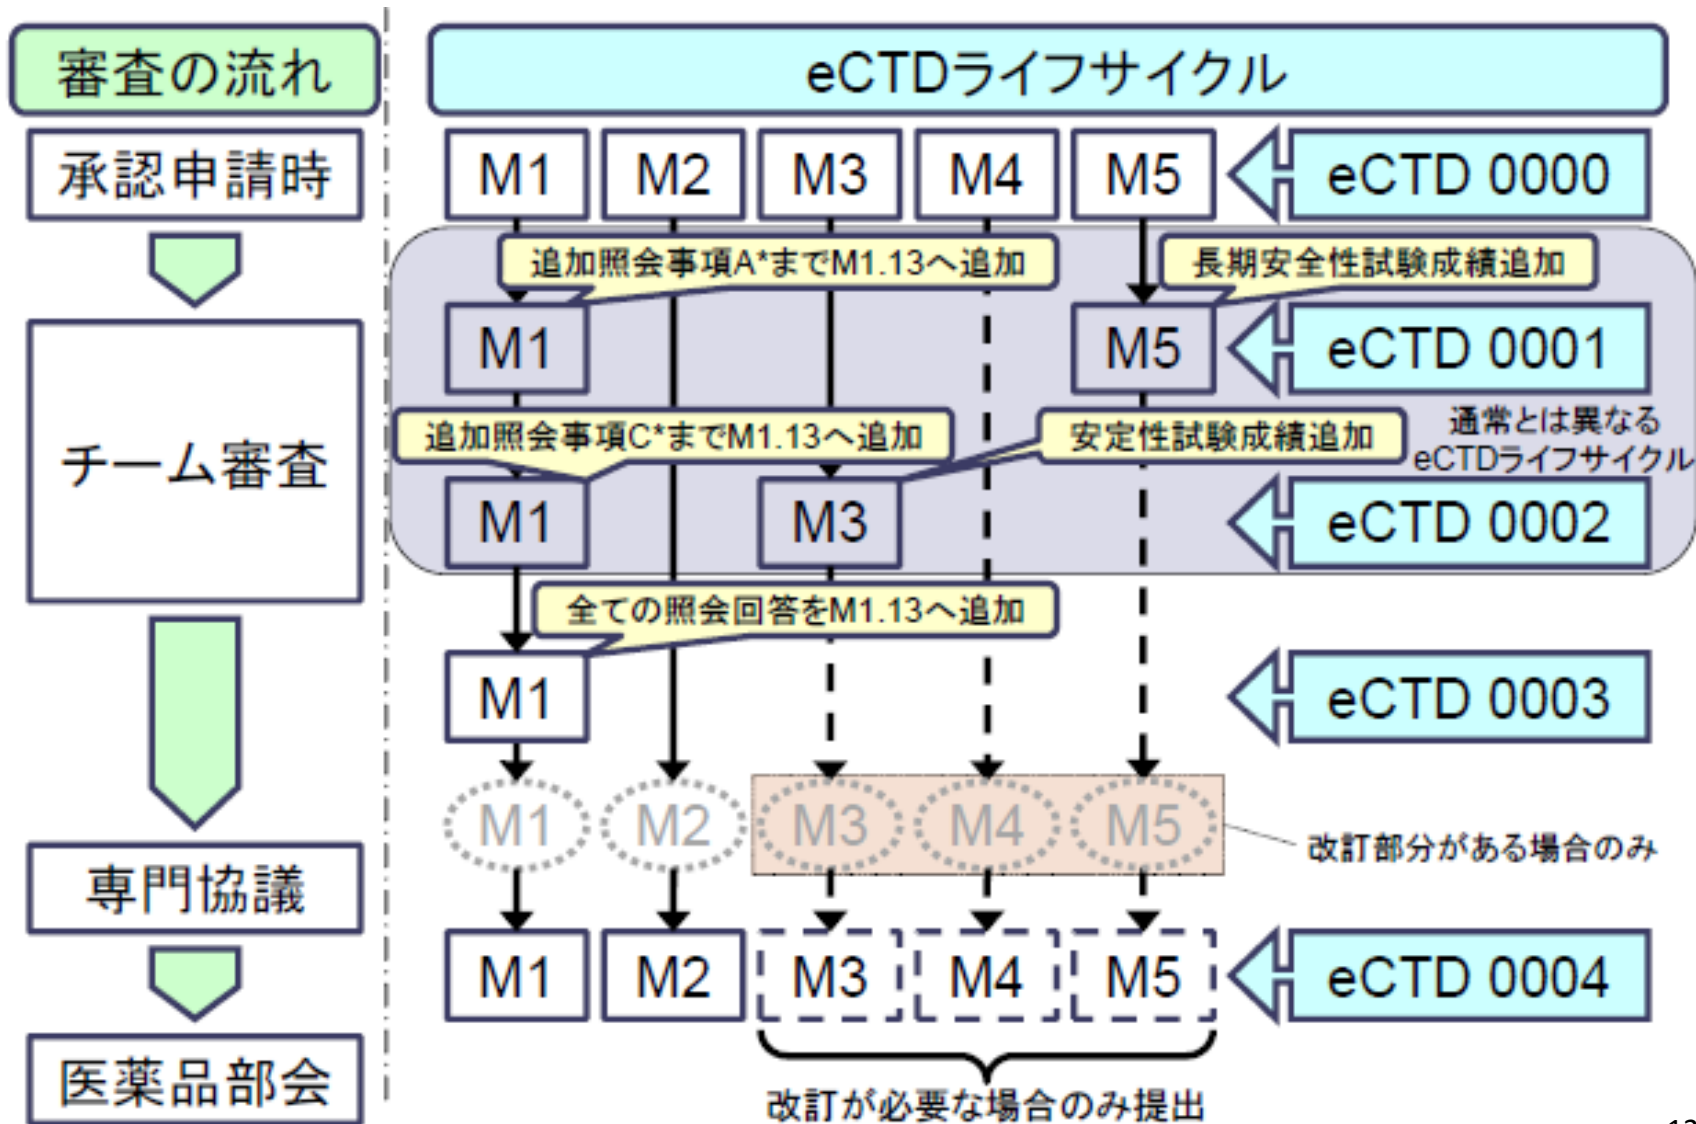 審査の流れ
eCTDライフサイクル
承認申請時
M1 M2 M3 M4 M5
eCTD 0000
追加照会事項A*までM1.13へ追加
長期安全性試験成績追加
M1 M5
eCTD 0001
チーム審査
追加照会事項C*までM1.13へ追加
安定性試験成績追加
通常とは異なる
eCTDライフサイクル
M1 M3
eCTD 0002
全ての照会回答をM1.13へ追加
M1
eCTD 0003
M1 M2 M3 M4 M5
改訂部分がある場合のみ
専門協議
M1 M2 M3 M4 M5
eCTD 0004
医薬品部会
改訂が必要な場合のみ提出